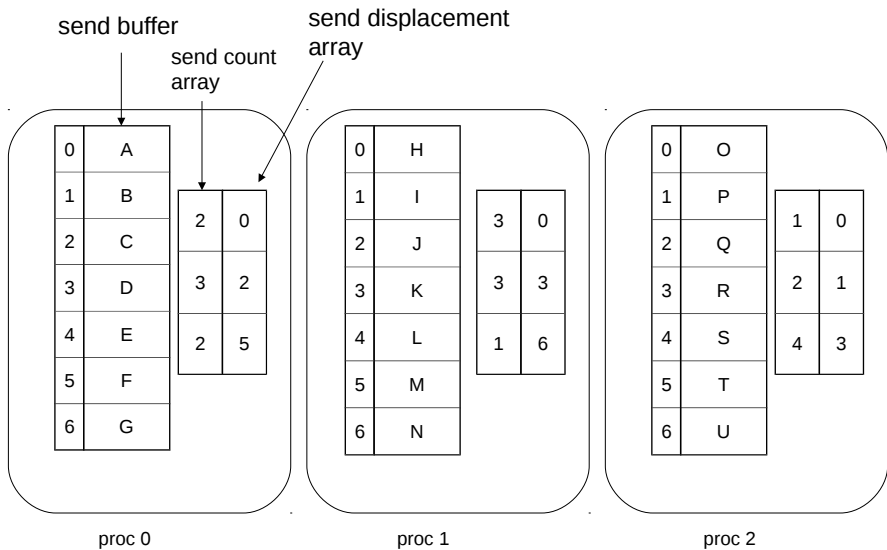 send buffer
send count
array
send displacement
array
0 A
1 B
2 C
3 D
4 E
5 F
6 G
2 0
3 2
2 5
proc 0
0 H
1 I
2 J
3 K
4 L
5 M
6 N
3 0
3 3
1 6
proc 1
0 O
1 P
2 Q
3 R
4 S
5 T
6 U
1 0
2 1
4 3
proc 2